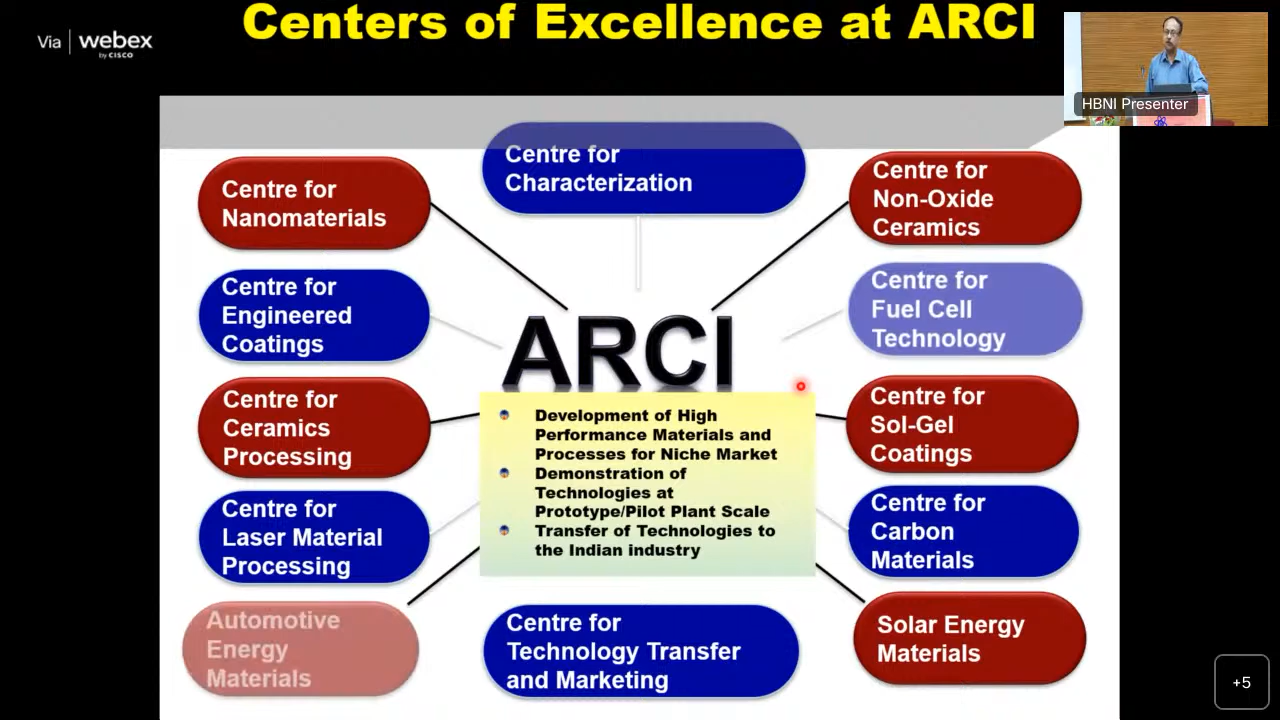 Centers of Excellence at ARCI
Via | webex
by CISCO
HBNI Presenter
Centre for
Characterization
Centre for
Nanomaterials
Centre for
Non-Oxide
Ceramics
Centre for
Engineered
Coatings
Centre for
Fuel Cell
Technology
ARCI
Centre for
Ceramics
Processing
Development of High
Performance Materials and
Processes for Niche Market
Demonstration of
Technologies at
Prototype/Pilot Plant Scale
Transfer of Technologies to
the Indian industry
Centre for
Sol-Gel
Coatings
Centre for
Laser Material
Processing
Centre for
Carbon
Materials
Automotive
Energy
Materials
Centre for
Technology Transfer
and Marketing
Solar Energy
Materials
+5